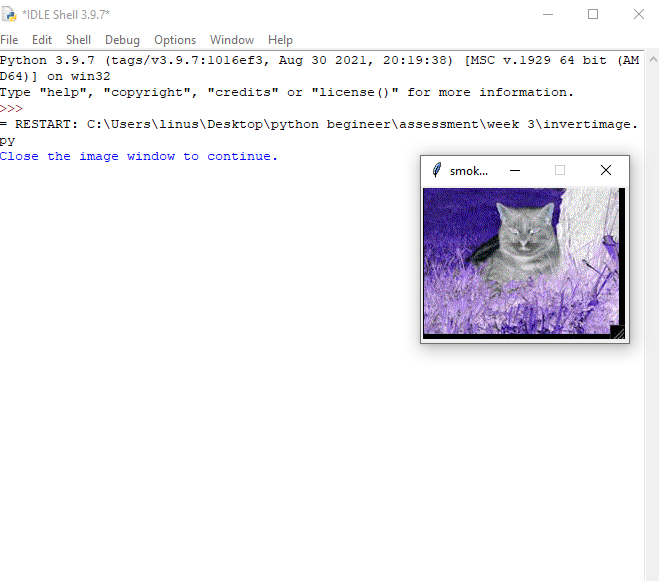 *IDLE Shell 3.9.7*
File Edit Shell Debug Options Window Help
Python 3.9.7 (tags/v3.9.7:1016ef3, Aug 30 2021, 20:19:38) [MSC v.1929 64 bit (AM
D64)] on win32
Type "help", "copyright", "credits" or "license()" for more information.
>>>
= RESTART: C:\Users\linus\Desktop\python begineer\assessment\week 3\invertimage.
py
Close the image window to continue.
smok...